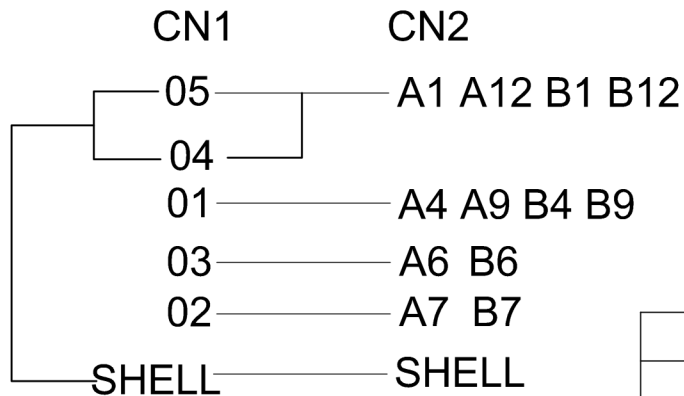 CN1 CN2
05 A1 A12 B1 B12
04
01 A4 A9 B4 B9
03 A6 B6
02 A7 B7
SHELL SHELL